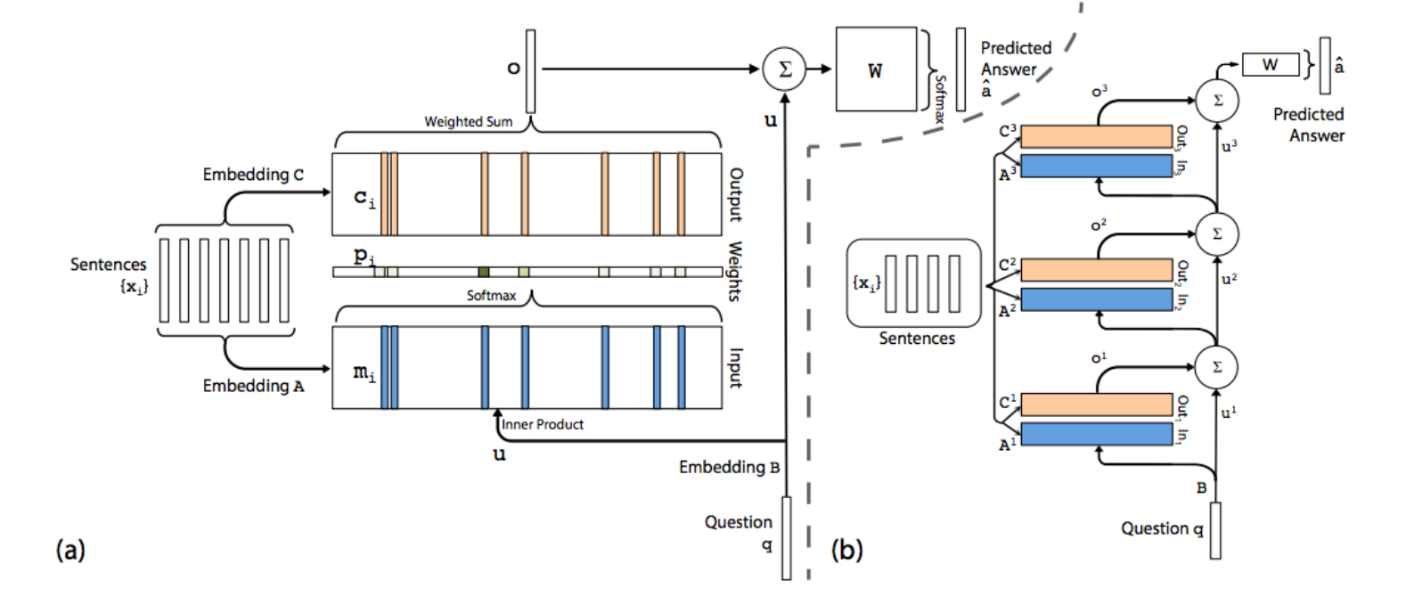 o
Weighted Sum
Embedding C
Sentences
{x_i}
Embedding A
c_i
Output
p_i
Weights
Softmax
m_i
Input
Inner Product
u
Embedding B
Question
q
u
Σ
W
Softmax
Predicted
Answer
â
(a)
{x_i}
Sentences
C³
A³
Out₃
In₃
o³
Σ
u³
W
â
Predicted
Answer
C²
A²
Out₂
In₂
o²
Σ
u²
C¹
A¹
Out₁
In₁
o¹
Σ
u¹
B
Question q
(b)